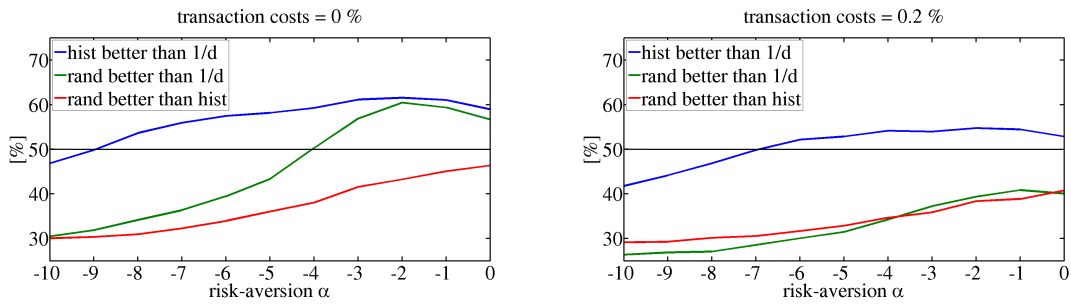 transaction costs = 0 %
70
60
50
40
30
[%]
hist better than 1/d
rand better than 1/d
rand better than hist
-10 -9 -8 -7 -6 -5 -4 -3 -2 -1 0
risk-aversion α
transaction costs = 0.2 %
70
60
50
40
30
[%]
hist better than 1/d
rand better than 1/d
rand better than hist
-10 -9 -8 -7 -6 -5 -4 -3 -2 -1 0
risk-aversion α